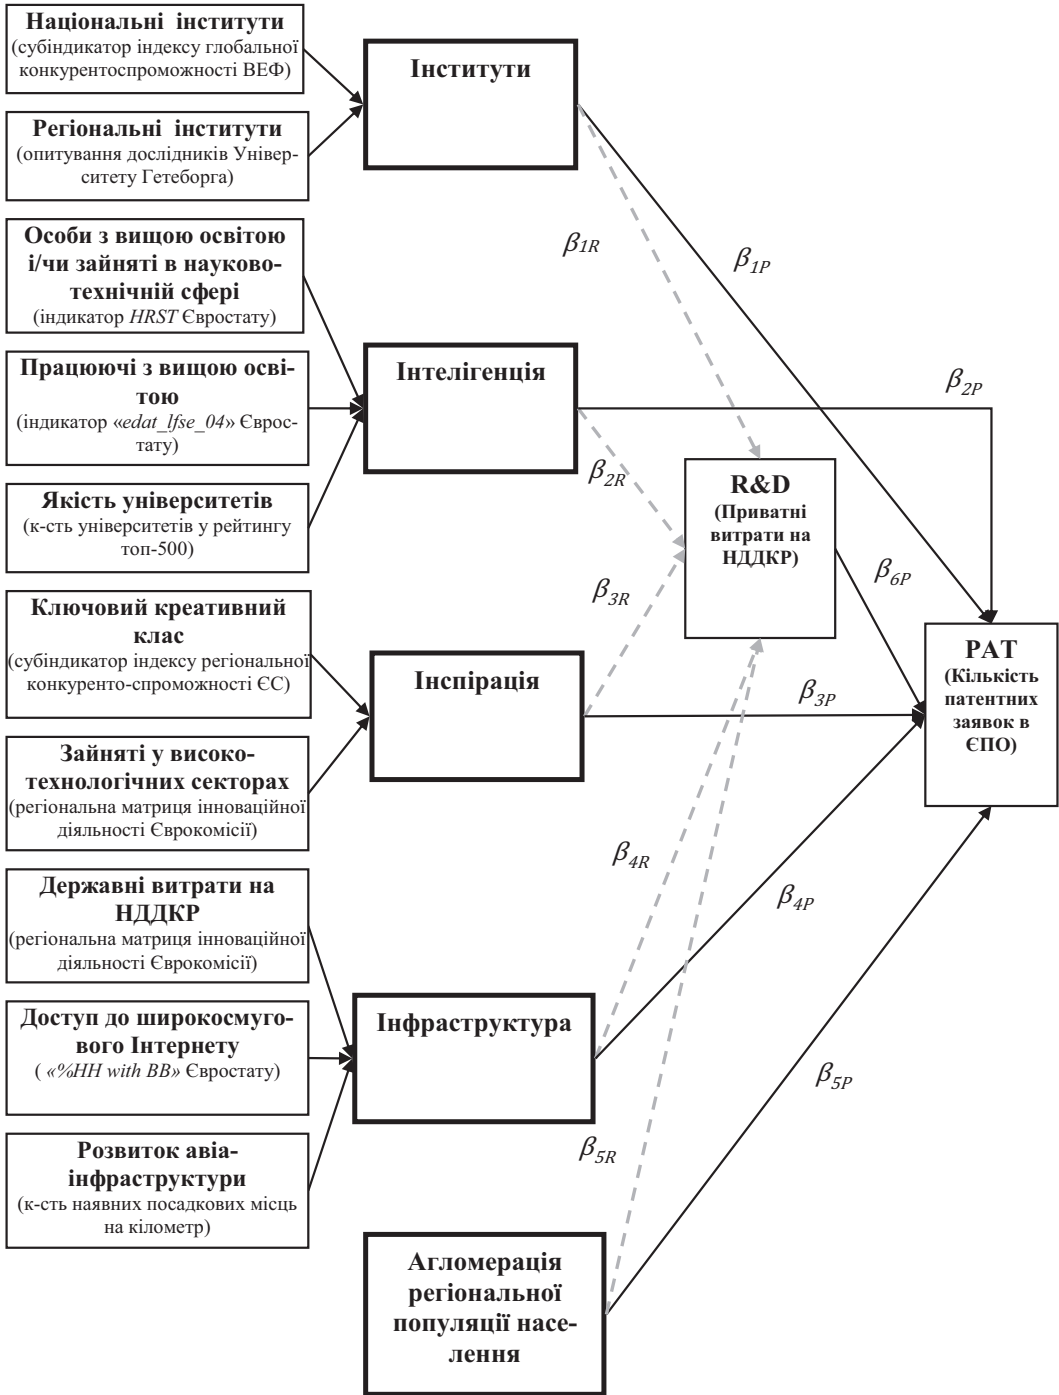 Національні інститути
(субіндикатор індексу глобальної
конкурентоспроможності ВЕФ)
Регіональні інститути
(опитування дослідників Універ-
ситету Гетеборга)
Особи з вищою освітою
і/чи зайняті в науково-
технічній сфері
(індикатор HRST Євростату)
Працюючі з вищою осві-
тою
(індикатор «edat_lfse_04» Єврос-
тату)
Якість університетів
(к-сть університетів у рейтингу
топ-500)
Ключовий креативний
клас
(субіндикатор індексу регіональної
конкуренто-спроможності ЄС)
Зайняті у високо-
технологічних секторах
(регіональна матриця інноваційної
діяльності Єврокомісії)
Державні витрати на
НДДКР
(регіональна матриця інноваційної
діяльності Єврокомісії)
Доступ до широкосмуго-
вого Інтернету
( «%HH with BB» Євростату)
Розвиток авіа-
інфраструктури
(к-сть наявних посадкових місць
на кілометр)
Інститути
Інтелігенція
Інспірація
Інфраструктура
Агломерація
регіональної
популяції насе-
лення
β1R
β2R
β3R
β4R
β5R
R&D
(Приватні
витрати на
НДДКР)
β1P
β2P
β6P
β3P
β4P
β5P
PAT
(Кількість
патентних
заявок в
ЄПО)